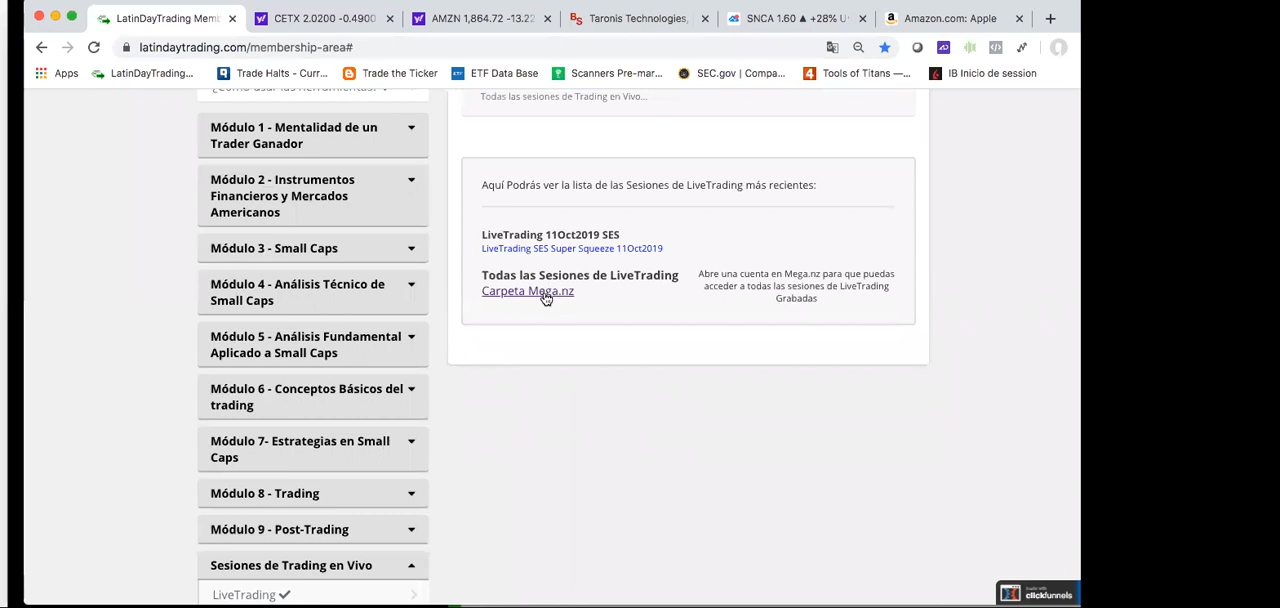 LatinDayTrading Mem
CETX 2.0200 -0.4900
AMZN 1,864.72 -13.22
Taronis Technologies,
SNCA 1.60 ▲ +28% U
Amazon.com: Apple
latindaytrading.com/membership-area#
Apps
LatinDayTrading...
Trade Halts - Curr...
Trade the Ticker
ETF Data Base
Scanners Pre-mar...
SEC.gov | Compa...
Tools of Titans —...
IB Inicio de session
¿Cómo usar las herramientas?
Todas las sesiones de Trading en Vivo...
Módulo 1 - Mentalidad de un
Trader Ganador
Módulo 2 - Instrumentos
Financieros y Mercados
Americanos
Módulo 3 - Small Caps
Módulo 4 - Análisis Técnico de
Small Caps
Módulo 5 - Análisis Fundamental
Aplicado a Small Caps
Módulo 6 - Conceptos Básicos del
trading
Módulo 7- Estrategias en Small
Caps
Módulo 8 - Trading
Módulo 9 - Post-Trading
Sesiones de Trading en Vivo
LiveTrading
Aquí Podrás ver la lista de las Sesiones de LiveTrading más recientes:
LiveTrading 11Oct2019 SES
LiveTrading SES Super Squeeze 11Oct2019
Todas las Sesiones de LiveTrading
Carpeta Mega.nz
Abre una cuenta en Mega.nz para que puedas
acceder a todas las sesiones de LiveTrading
Grabadas
clickfunnels